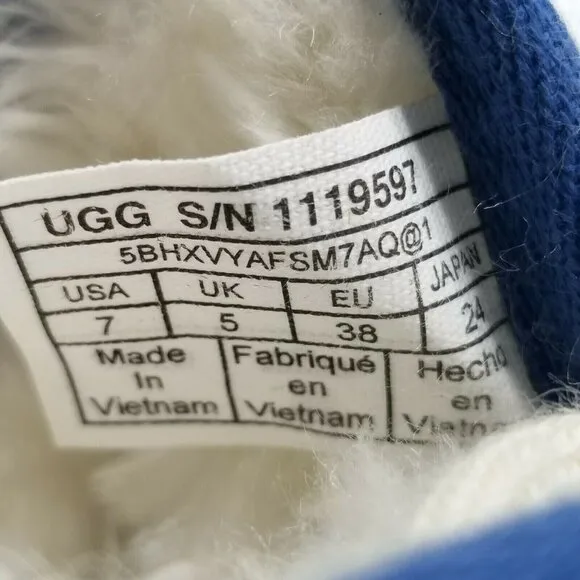 UGG S/N 1119597
5BHXVYAFSM7AQ@1
USA UK EU JAPAN
7 5 38 24
Made Fabriqué Hecho
In en en
Vietnam Vietnam